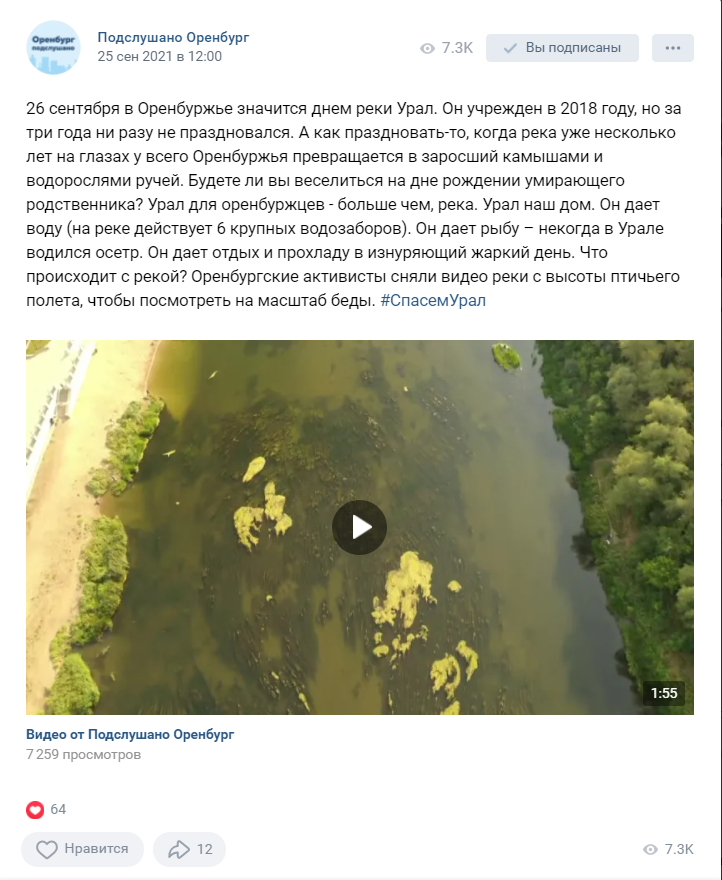 Оренбург
подслушано
Подслушано Оренбург
25 сен 2021 в 12:00
7.3K
Вы подписаны
26 сентября в Оренбуржье значится днем реки Урал. Он учрежден в 2018 году, но за
три года ни разу не праздновался. А как праздновать-то, когда река уже несколько
лет на глазах у всего Оренбуржья превращается в заросший камышами и
водорослями ручей. Будете ли вы веселиться на дне рождении умирающего
родственника? Урал для оренбуржцев - больше чем, река. Урал наш дом. Он дает
воду (на реке действует 6 крупных водозаборов). Он дает рыбу – некогда в Урале
водился осетр. Он дает отдых и прохладу в изнуряющий жаркий день. Что
происходит с рекой? Оренбургские активисты сняли видео реки с высоты птичьего
полета, чтобы посмотреть на масштаб беды. #СпасемУрал
1:55
Видео от Подслушано Оренбург
7 259 просмотров
64
Нравится
12
7.3K